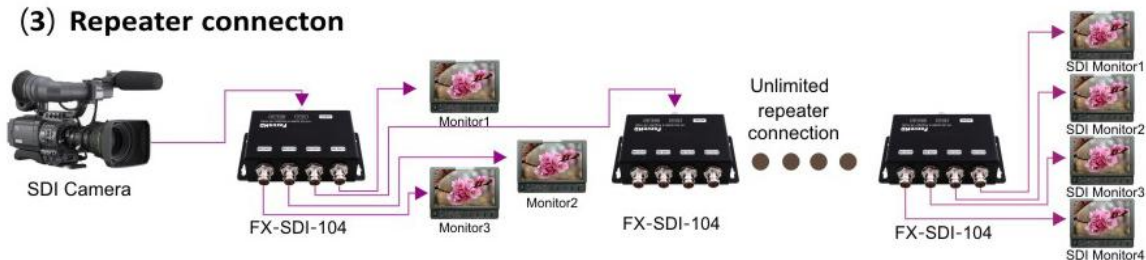 (3) Repeater connecton
SDI Camera
FX-SDI-104
Monitor1
Monitor2
Monitor3
FX-SDI-104
Unlimited
repeater
connection
FX-SDI-104
SDI Monitor1
SDI Monitor2
SDI Monitor3
SDI Monitor4